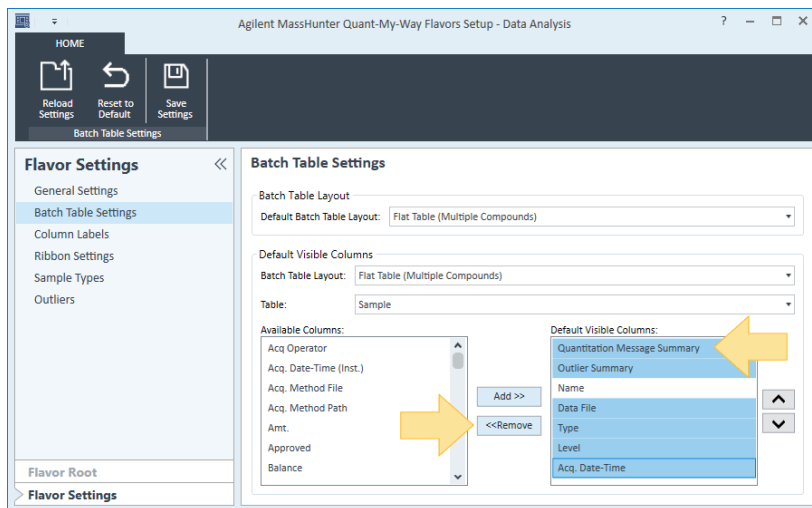 Agilent MassHunter Quant-My-Way Flavors Setup - Data Analysis
?
HOME
Reload Settings
Reset to Default
Save Settings
Batch Table Settings
Flavor Settings
General Settings
Batch Table Settings
Column Labels
Ribbon Settings
Sample Types
Outliers
Flavor Root
Flavor Settings
Batch Table Settings
Batch Table Layout
Default Batch Table Layout: Flat Table (Multiple Compounds)
Default Visible Columns
Batch Table Layout: Flat Table (Multiple Compounds)
Table: Sample
Available Columns:
Acq Operator
Acq. Date-Time (Inst.)
Acq. Method File
Acq. Method Path
Amt.
Approved
Balance
Add >>
<<Remove
Default Visible Columns:
Quantitation Message Summary
Outlier Summary
Name
Data File
Type
Level
Acq. Date-Time